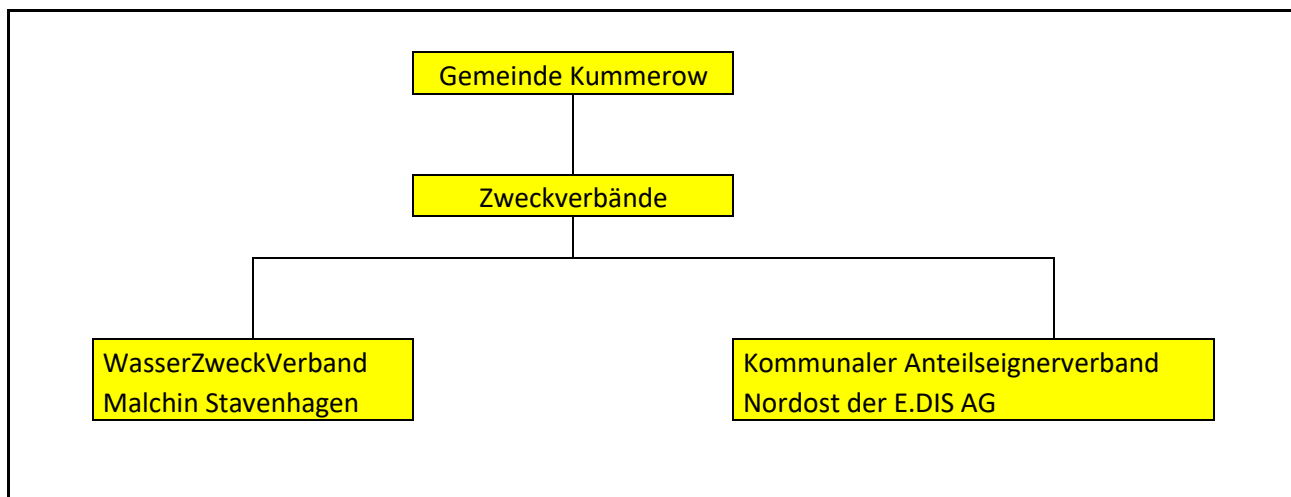 Gemeinde Kummerow
Zweckverbände
WasserZweckVerband
Malchin Stavenhagen
Kommunaler Anteilseignerverband
Nordost der E.DIS AG